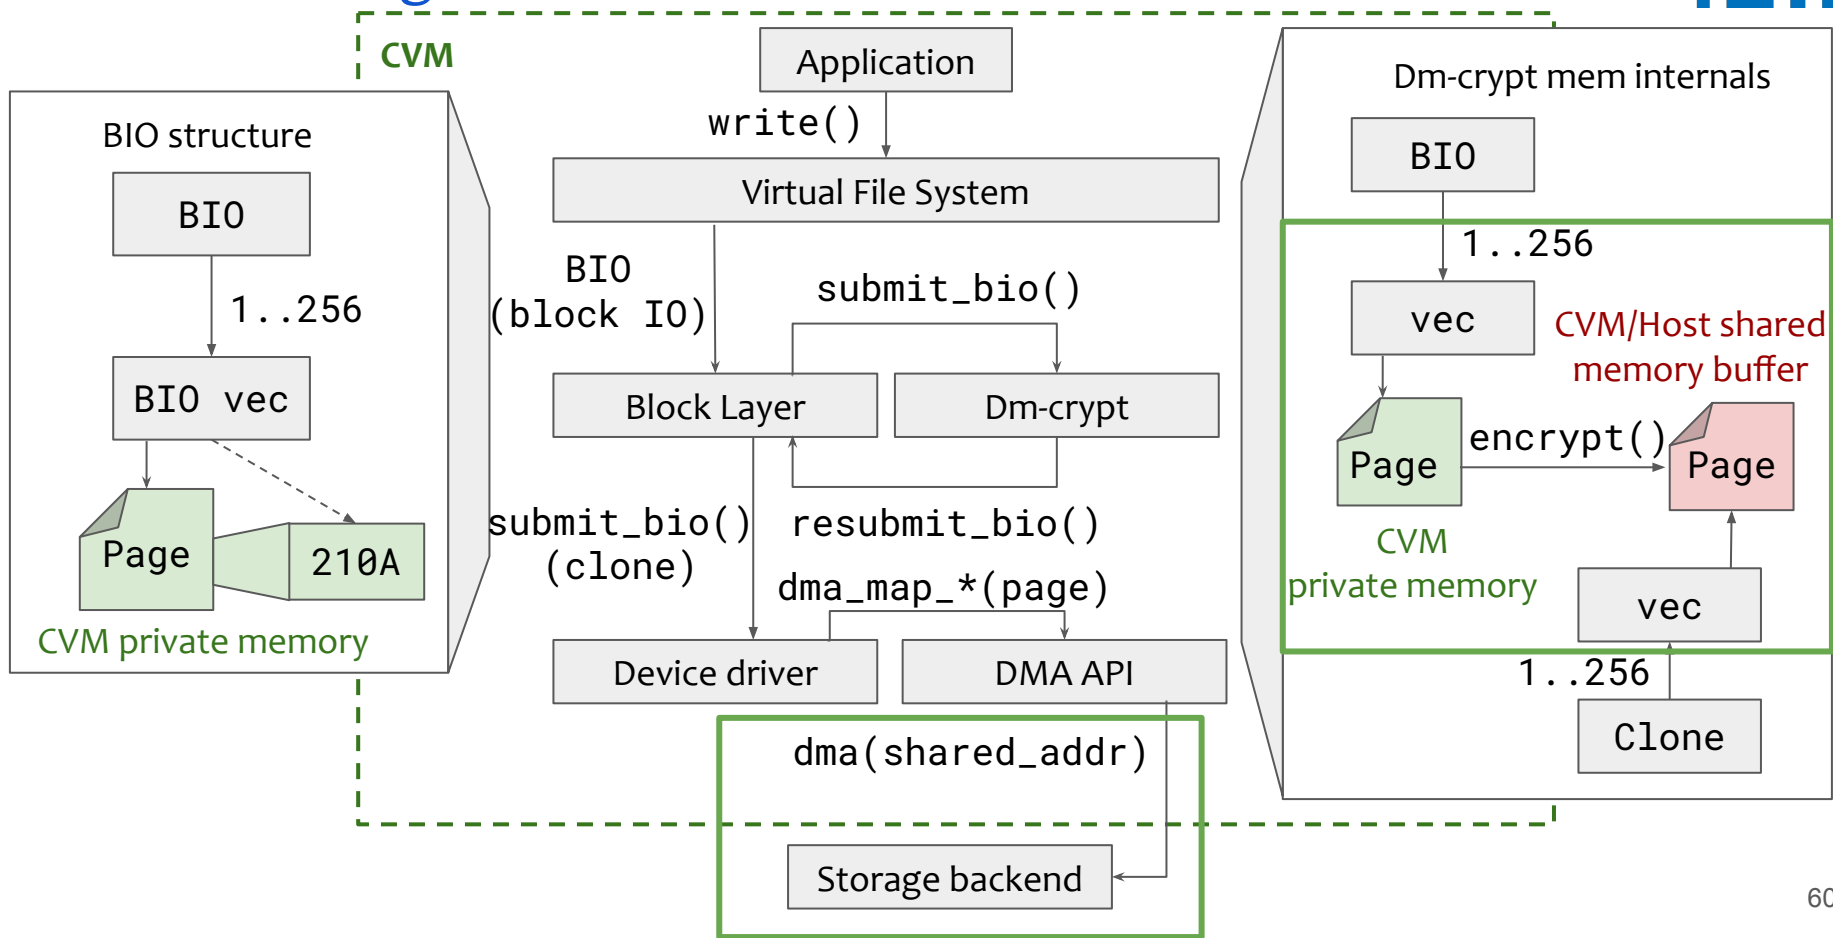 CVM
Application
write()
Virtual File System
BIO
(block IO)
submit_bio()
Block Layer
Dm-crypt
submit_bio()
(clone)
resubmit_bio()
dma_map_*(page)
Device driver
DMA API
dma(shared_addr)
Storage backend
BIO structure
BIO
1..256
BIO vec
Page
210A
CVM private memory
Dm-crypt mem internals
BIO
1..256
vec
CVM/Host shared
memory buffer
Page
encrypt()
Page
CVM
private memory
vec
1..256
Clone
60